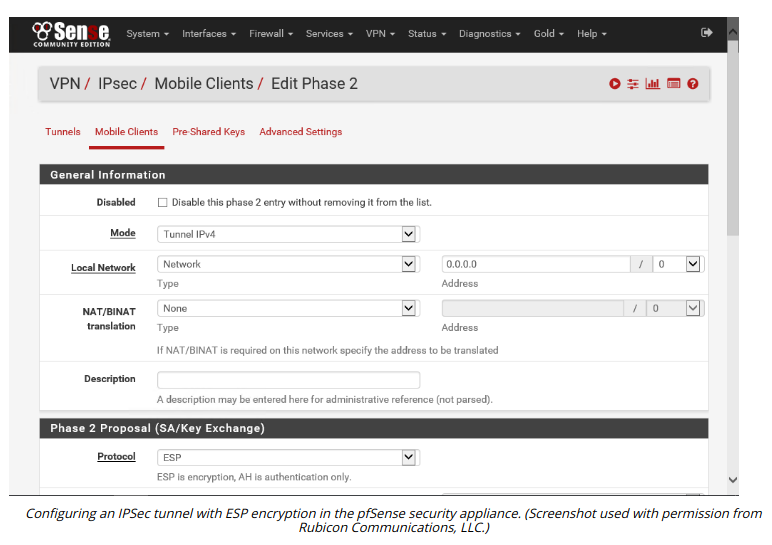 Sense
COMMUNITY EDITION
System Interfaces Firewall Services VPN Status Diagnostics Gold Help
VPN / IPsec / Mobile Clients / Edit Phase 2
Tunnels Mobile Clients Pre-Shared Keys Advanced Settings
General Information
Disabled Disable this phase 2 entry without removing it from the list.
Mode Tunnel IPv4
Local Network Network 0.0.0.0 / 0
Type Address
NAT/BINAT translation None / 0
Type Address
If NAT/BINAT is required on this network specify the address to be translated
Description
A description may be entered here for administrative reference (not parsed).
Phase 2 Proposal (SA/Key Exchange)
Protocol ESP
ESP is encryption, AH is authentication only.
Configuring an IPSec tunnel with ESP encryption in the pfSense security appliance. (Screenshot used with permission from
Rubicon Communications, LLC.)